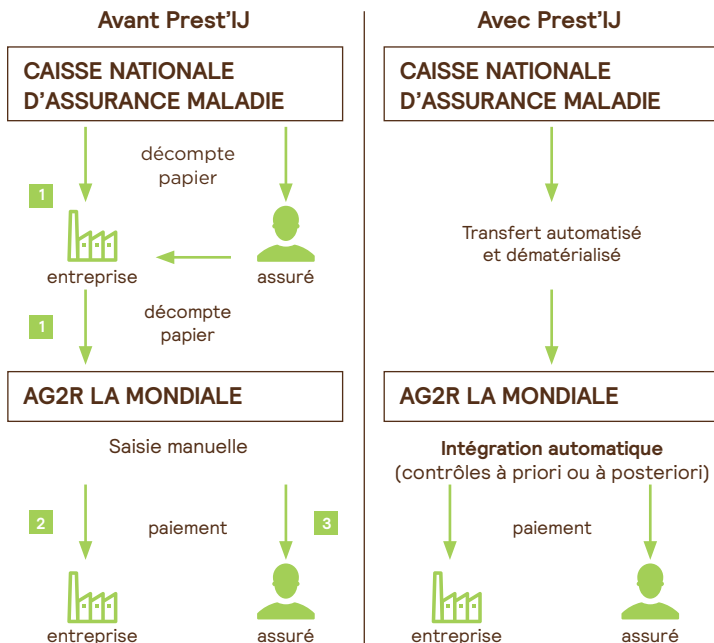 Avant Prest'IJ
CAISSE NATIONALE
D'ASSURANCE MALADIE
décompte
papier
1
entreprise
assuré
1
décompte
papier
AG2R LA MONDIALE
Saisie manuelle
2
paiement
3
entreprise
assuré
Avec Prest'IJ
CAISSE NATIONALE
D'ASSURANCE MALADIE
Transfert automatisé
et dématérialisé
AG2R LA MONDIALE
Intégration automatique
(contrôles à priori ou à posteriori)
paiement
entreprise
assuré